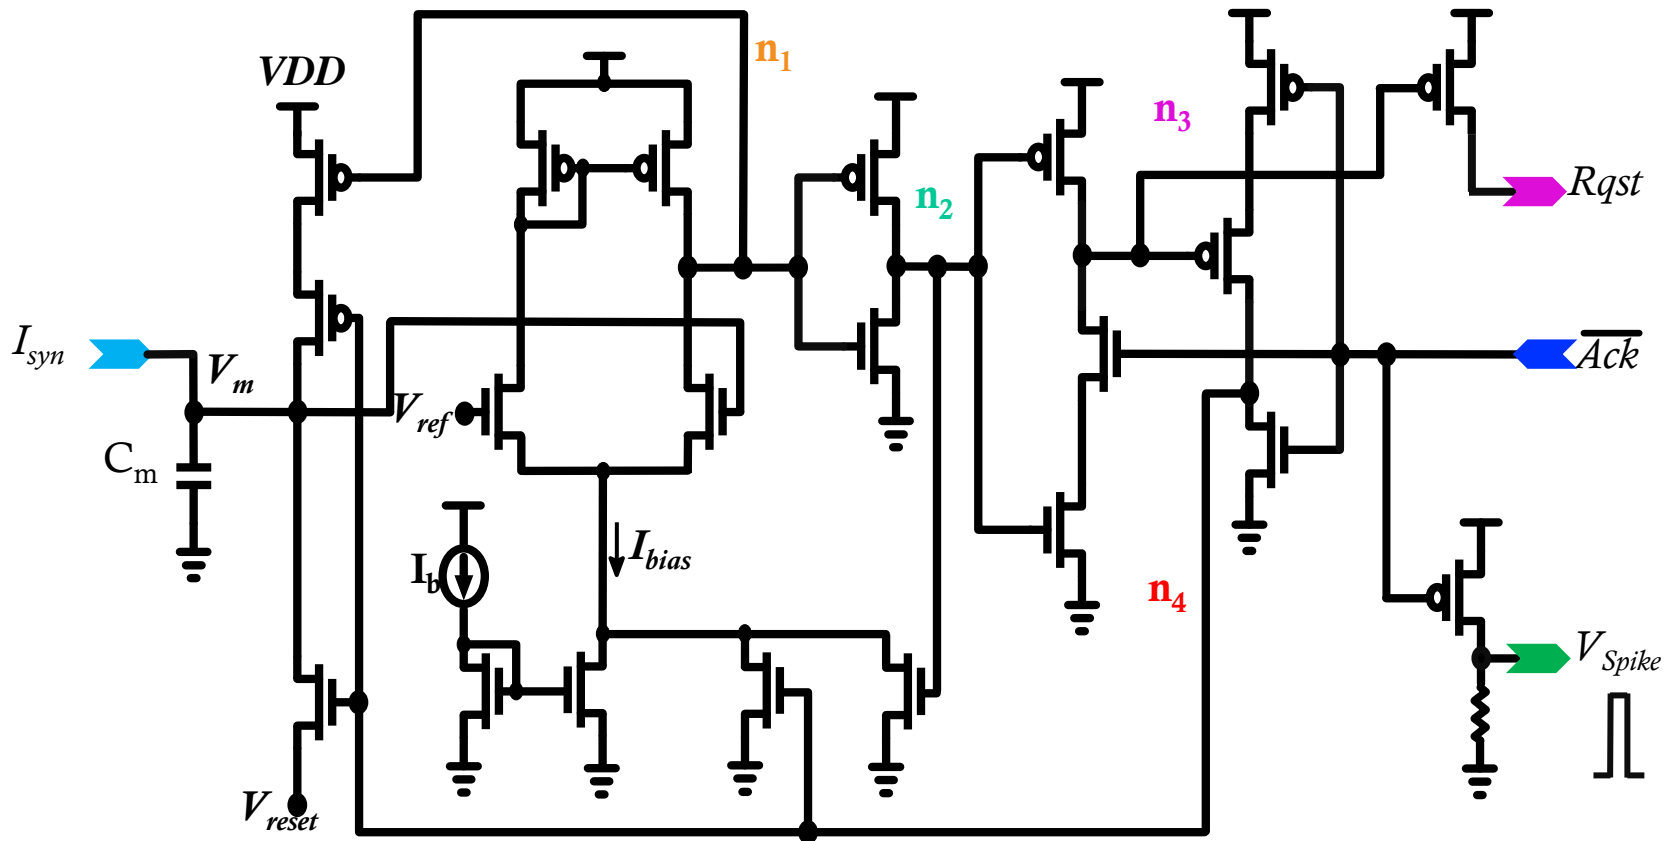 n1
VDD
n3
n2
Rqst
Isyn
Vm
Ack
Vref
Cm
Ib
Ibias
n4
VSpike
Vreset